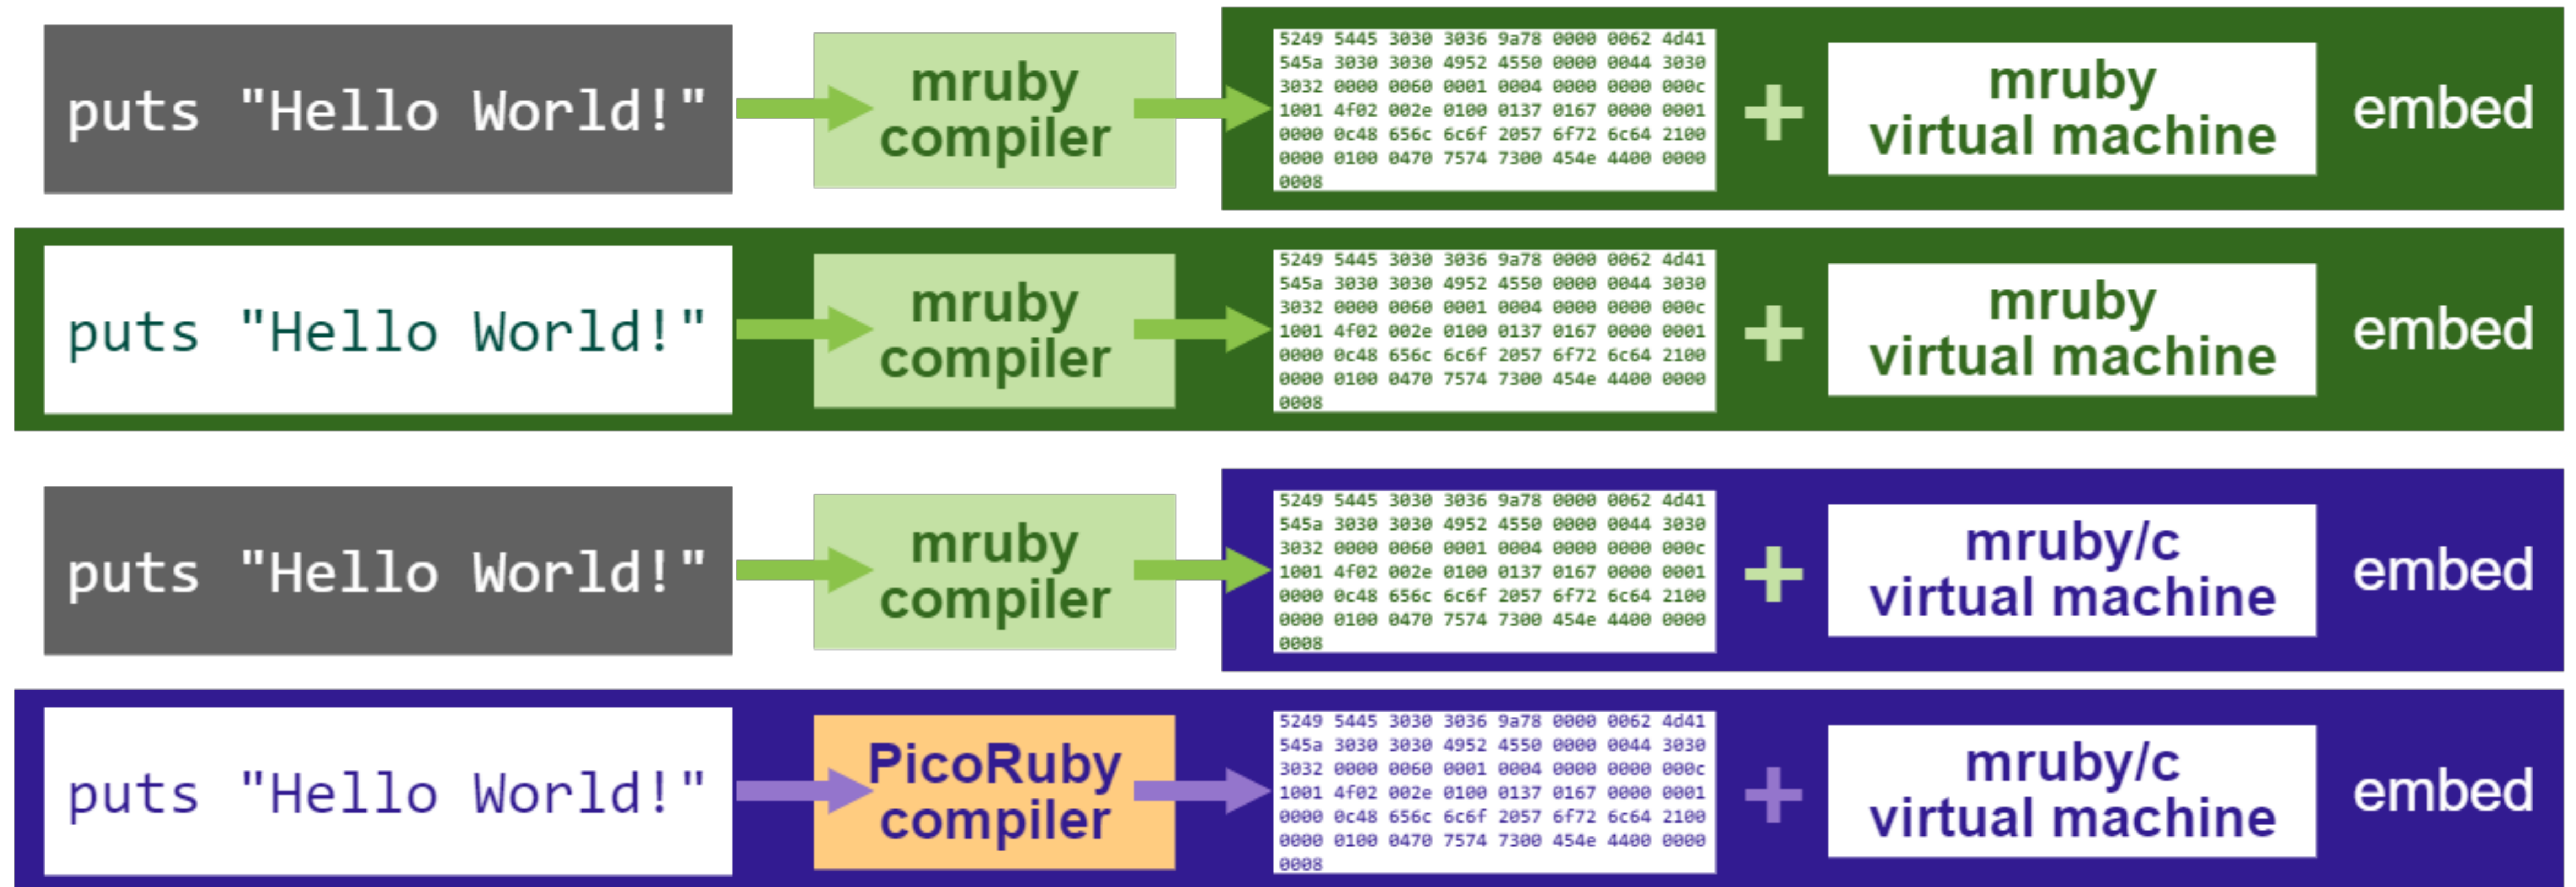 puts "Hello World!"
mruby
compiler
5249 5445 3030 3036 9a78 0000 0062 4d41
545a 3030 3030 4952 4550 0000 0044 3030
3032 0000 0060 0001 0004 0000 0000 000c
1001 4f02 002e 0100 0137 0167 0000 0001
0000 0c48 656c 6c6f 2057 6f72 6c64 2100
0000 0100 0470 7574 7300 454e 4400 0000
0008
+
mruby
virtual machine
embed
puts "Hello World!"
mruby
compiler
5249 5445 3030 3036 9a78 0000 0062 4d41
545a 3030 3030 4952 4550 0000 0044 3030
3032 0000 0060 0001 0004 0000 0000 000c
1001 4f02 002e 0100 0137 0167 0000 0001
0000 0c48 656c 6c6f 2057 6f72 6c64 2100
0000 0100 0470 7574 7300 454e 4400 0000
0008
+
mruby
virtual machine
embed
puts "Hello World!"
mruby
compiler
5249 5445 3030 3036 9a78 0000 0062 4d41
545a 3030 3030 4952 4550 0000 0044 3030
3032 0000 0060 0001 0004 0000 0000 000c
1001 4f02 002e 0100 0137 0167 0000 0001
0000 0c48 656c 6c6f 2057 6f72 6c64 2100
0000 0100 0470 7574 7300 454e 4400 0000
0008
+
mruby/c
virtual machine
embed
puts "Hello World!"
PicoRuby
compiler
5249 5445 3030 3036 9a78 0000 0062 4d41
545a 3030 3030 4952 4550 0000 0044 3030
3032 0000 0060 0001 0004 0000 0000 000c
1001 4f02 002e 0100 0137 0167 0000 0001
0000 0c48 656c 6c6f 2057 6f72 6c64 2100
0000 0100 0470 7574 7300 454e 4400 0000
0008
+
mruby/c
virtual machine
embed